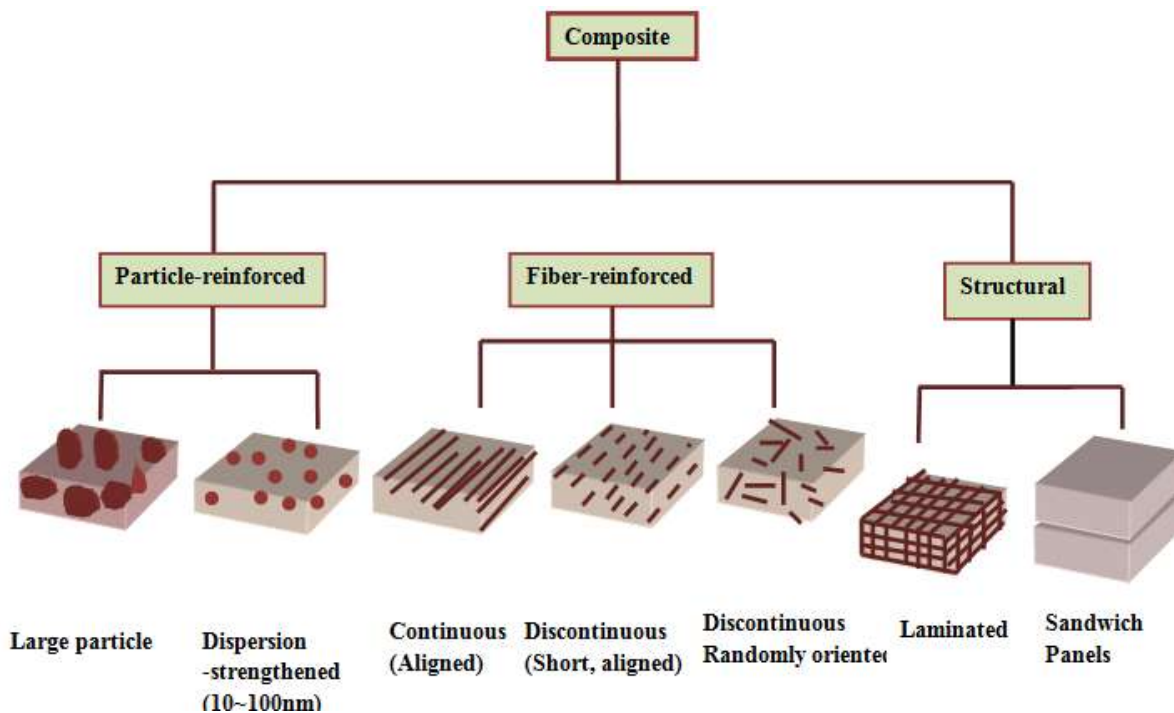 Composite
Particle-reinforced
Fiber-reinforced
Structural
Large particle
Dispersion
-strengthened
(10~100nm)
Continuous
(Aligned)
Discontinuous
(Short, aligned)
Discontinuous
Randomly oriented
Laminated
Sandwich
Panels